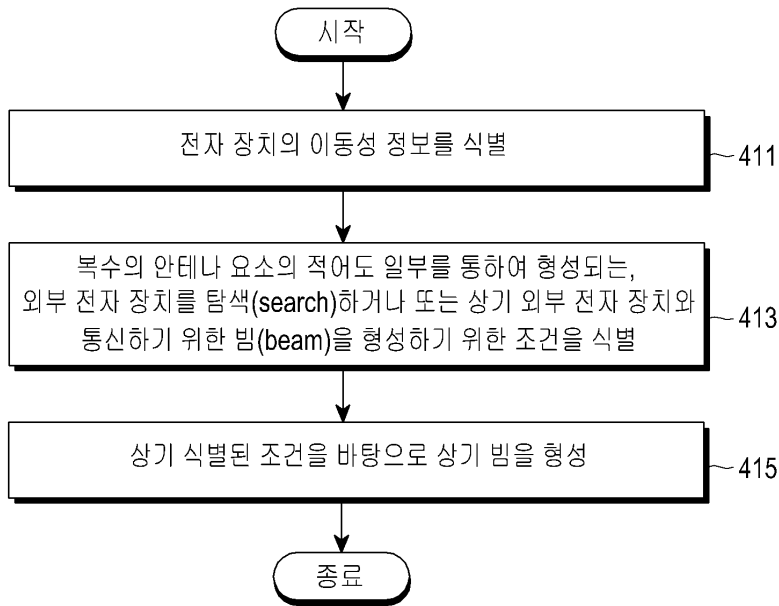 시작
전자 장치의 이동성 정보를 식별
411
복수의 안테나 요소의 적어도 일부를 통하여 형성되는,
외부 전자 장치를 탐색(search)하거나 또는 상기 외부 전자 장치와
통신하기 위한 빔(beam)을 형성하기 위한 조건을 식별
413
상기 식별된 조건을 바탕으로 상기 빔을 형성
415
종료